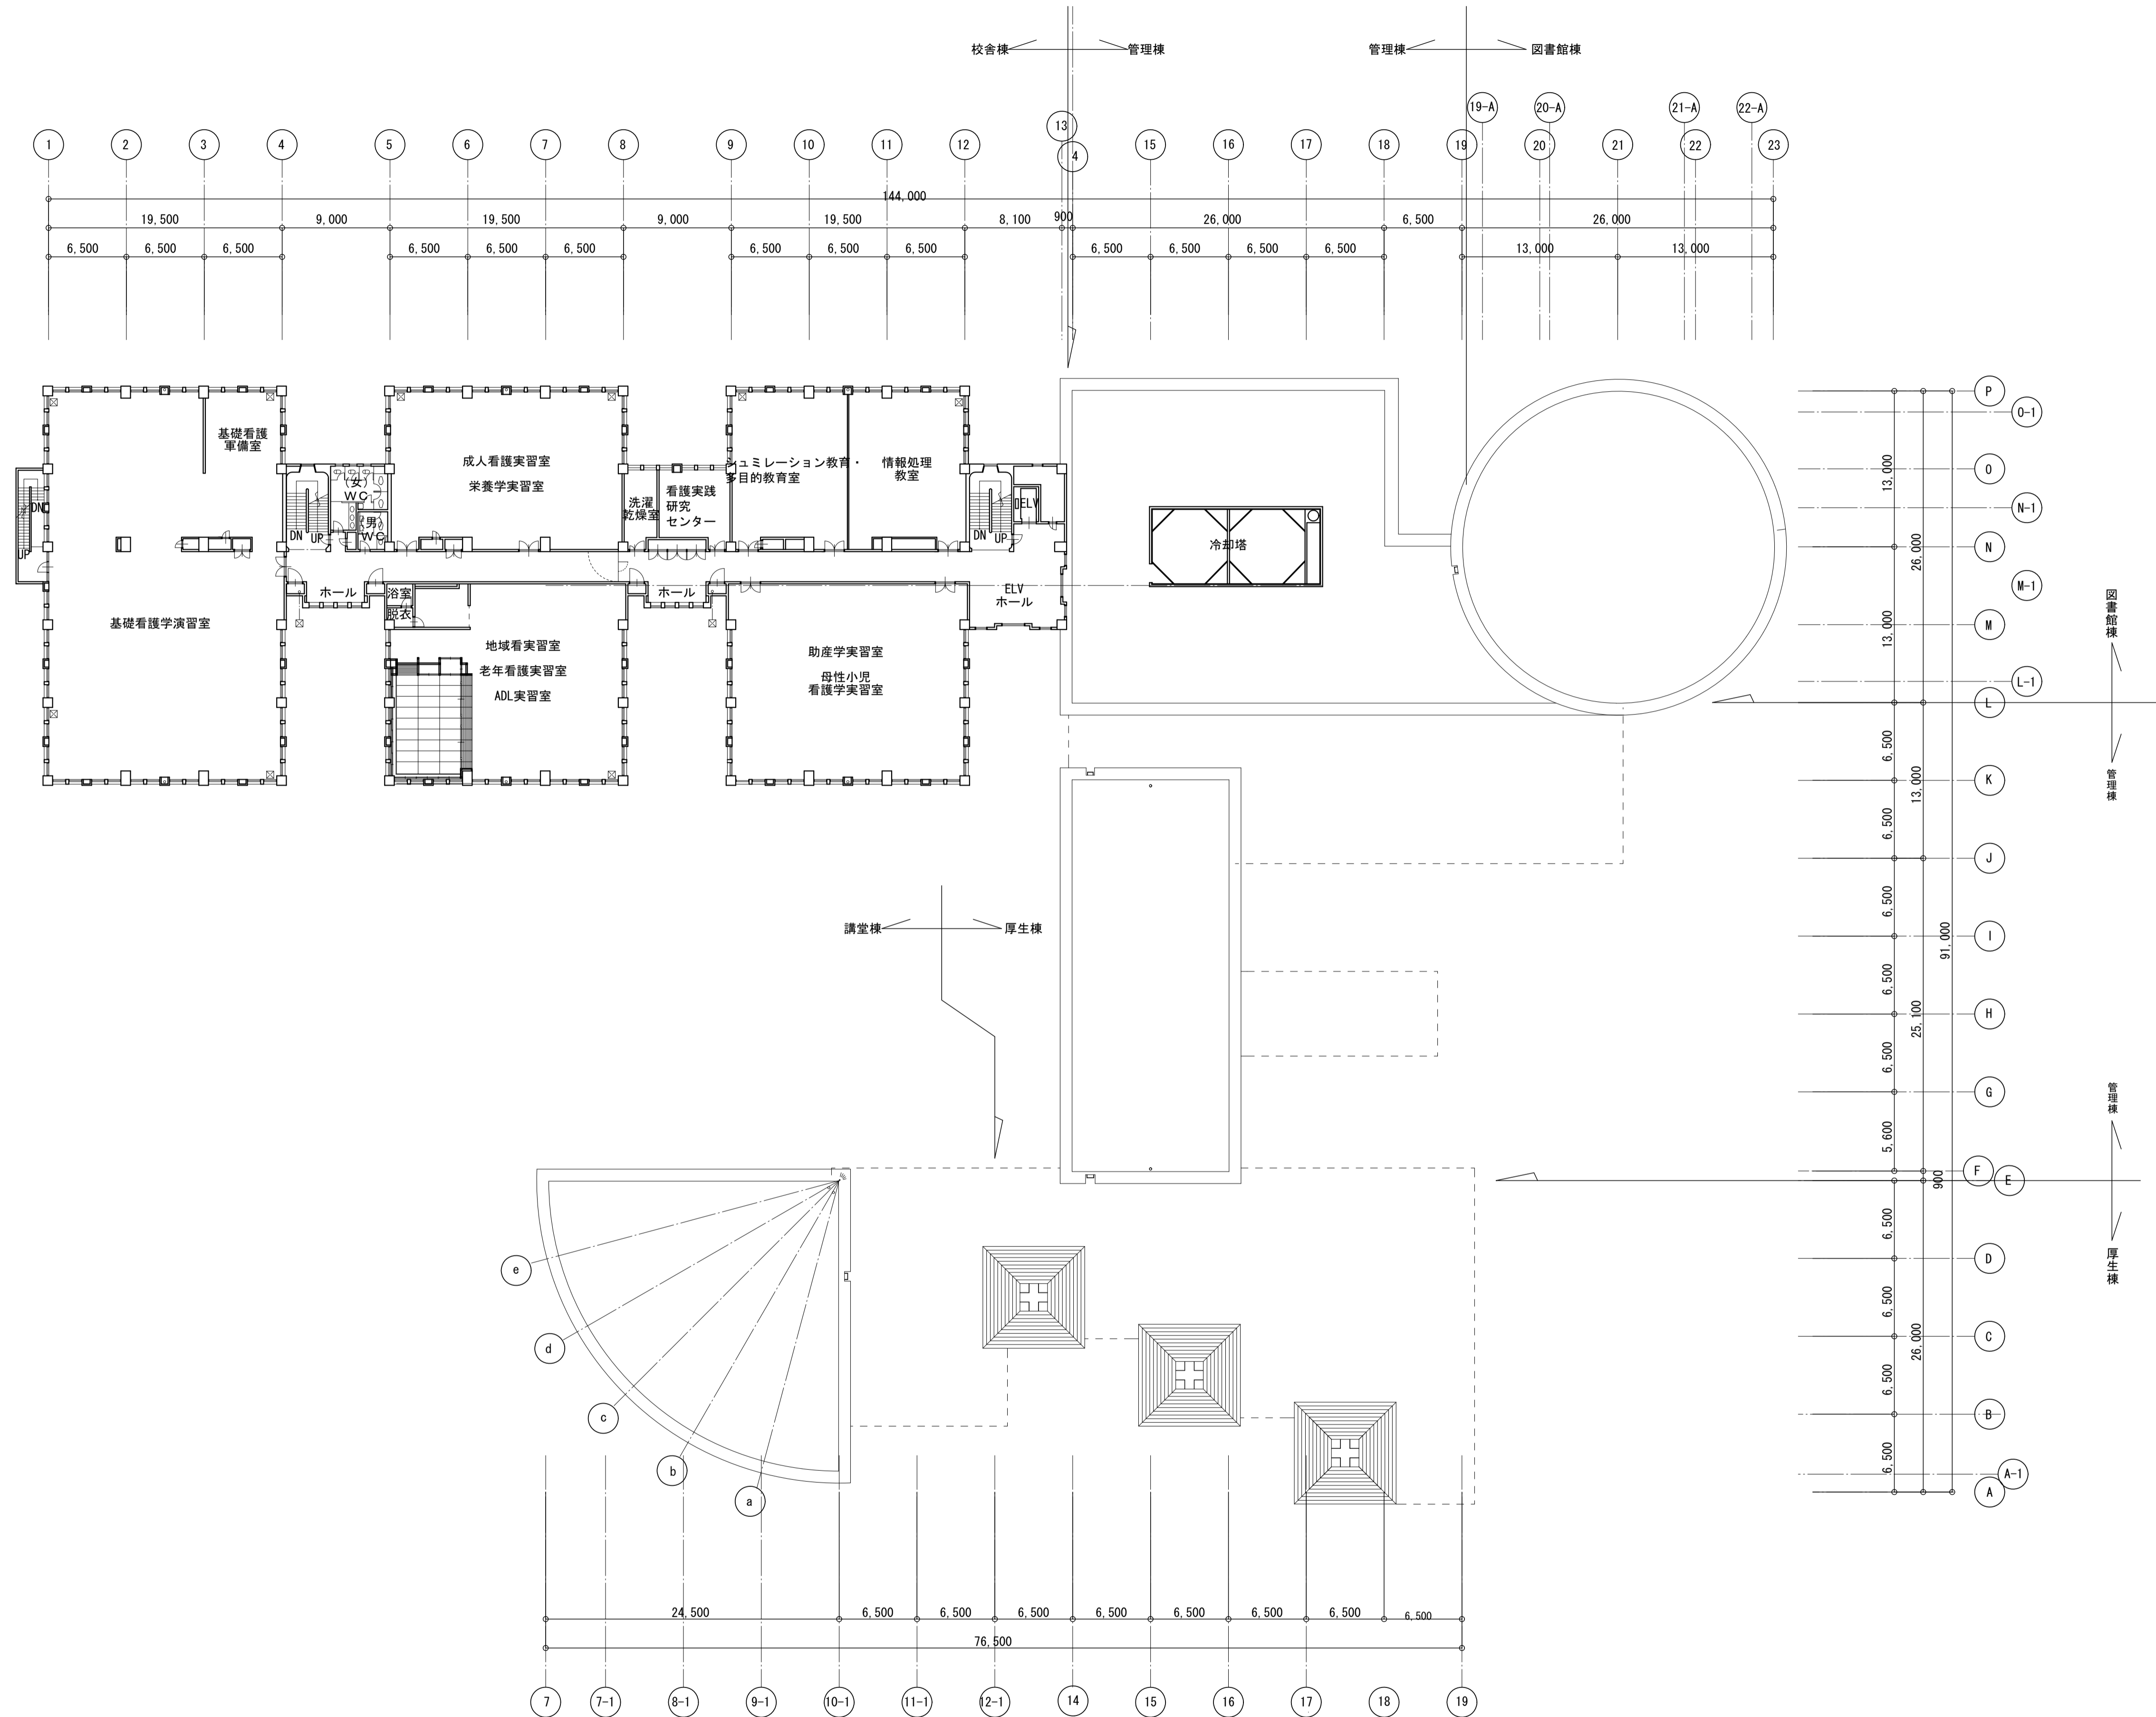 校舎棟 管理棟 管理棟 図書館棟
19-A 20-A 21-A 22-A
13
1 2 3 4 5 6 7 8 9 10 11 12 4 15 16 17 18 19 20 21 22 23
144,000
19,500 9,000 19,500 9,000 19,500 8,100 900 26,000 6,500 26,000
6,500 6,500 6,500 6,500 6,500 6,500 6,500 6,500 6,500 6,500 6,500 6,500 6,500 13,000 13,000
基礎看護
軍備室
成人看護実習室
栄養学実習室
シュミレーション教育・
多目的教育室
情報処理
教室
(女)
WC
(男)
WC
洗濯
乾燥室
看護実践
研究
センター
ELV
DN
UP
DN UP
DN UP
冷却塔
ホール
浴室
脱衣
ホール
ELV
ホール
基礎看護学演習室
地域看実習室
老年看護実習室
ADL実習室
助産学実習室
母性小児
看護学実習室
P
O-1
O
N-1
N
M-1
M
L-1
L
K
J
I
H
G
F
E
D
C
B
A-1
A
13,000
13,000
26,000
6,500
6,500
13,000
6,500
6,500
6,500
5,600
25,100
91,000
900
6,500
6,500
6,500
6,500
26,000
図書館棟
管理棟
管理棟
厚生棟
講堂棟 厚生棟
e
d
c
b
a
24,500 6,500 6,500 6,500 6,500 6,500 6,500 6,500 6,500
76,500
7 7-1 8-1 9-1 10-1 11-1 12-1 14 15 16 17 18 19